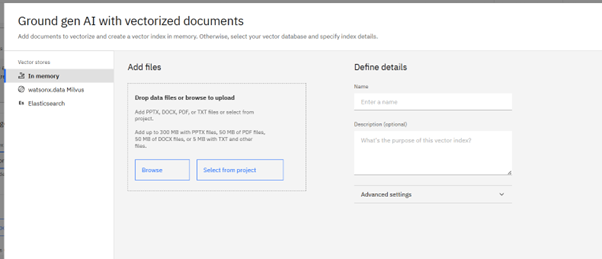 Ground gen AI with vectorized documents
Add documents to vectorize and create a vector index in memory. Otherwise, select your vector database and specify index details.
Vector stores
In memory
watsonx.data Milvus
Elasticsearch
Add files
Drop data files or browse to upload
Add PPTX, DOCX, PDF, or TXT files or select from
project.
Add up to 300 MB with PPTX files, 50 MB of PDF files,
50 MB of DOCX files, or 5 MB with TXT and other
files.
Browse
Select from project
Define details
Name
Enter a name
Description (optional)
What's the purpose of this vector index?
Advanced settings